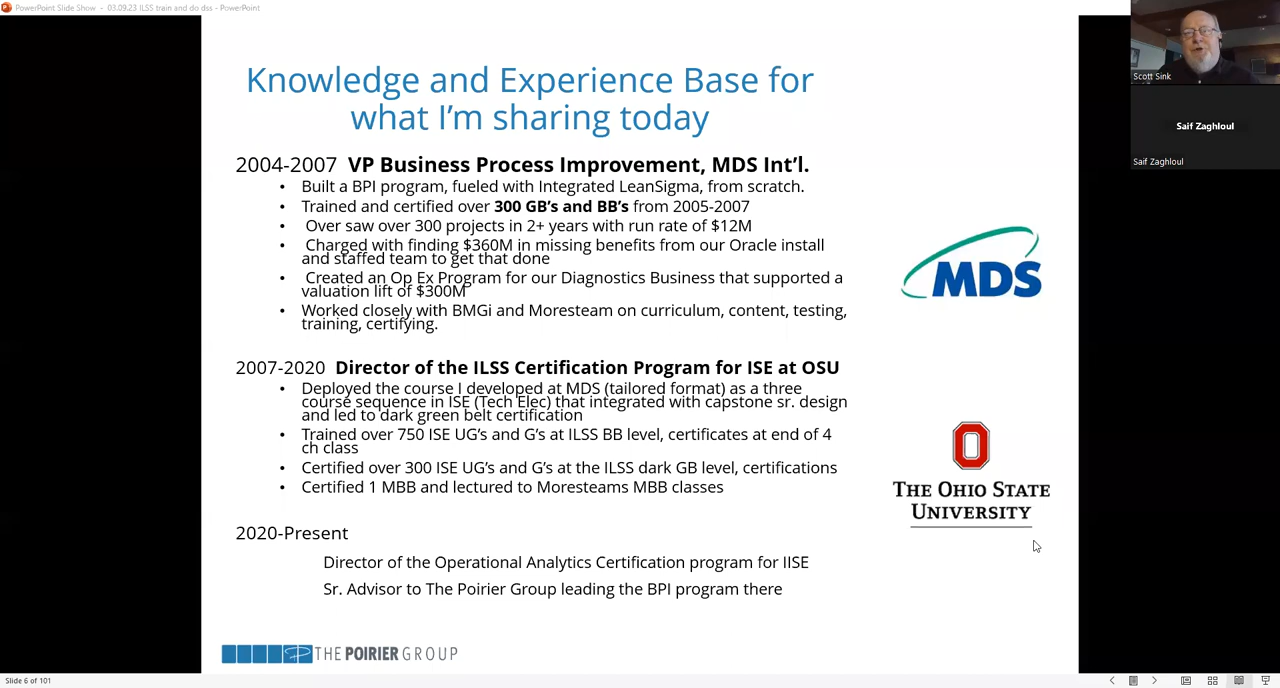 PowerPoint Slide Show - 03.09.23 ILSS train and do dss - PowerPoint
Knowledge and Experience Base for
what I'm sharing today
2004-2007 VP Business Process Improvement, MDS Int'l.
• Built a BPI program, fueled with Integrated LeanSigma, from scratch.
• Trained and certified over 300 GB's and BB's from 2005-2007
• Over saw over 300 projects in 2+ years with run rate of $12M
• Charged with finding $360M in missing benefits from our Oracle install
and staffed team to get that done
• Created an Op Ex Program for our Diagnostics Business that supported a
valuation lift of $300M
• Worked closely with BMGi and Moresteam on curriculum, content, testing,
training, certifying.
MDS
2007-2020 Director of the ILSS Certification Program for ISE at OSU
• Deployed the course I developed at MDS (tailored format) as a three
course sequence in ISE (Tech Elec) that integrated with capstone sr. design
and led to dark green belt certification
• Trained over 750 ISE UG's and G's at ILSS BB level, certificates at end of 4
ch class
• Certified over 300 ISE UG's and G's at the ILSS dark GB level, certifications
• Certified 1 MBB and lectured to Moresteams MBB classes
THE OHIO STATE
UNIVERSITY
2020-Present
Director of the Operational Analytics Certification program for IISE
Sr. Advisor to The Poirier Group leading the BPI program there
THE POIRIER GROUP
Scott Sink
Saif Zaghloul
Saif Zaghloul
Slide 6 of 101